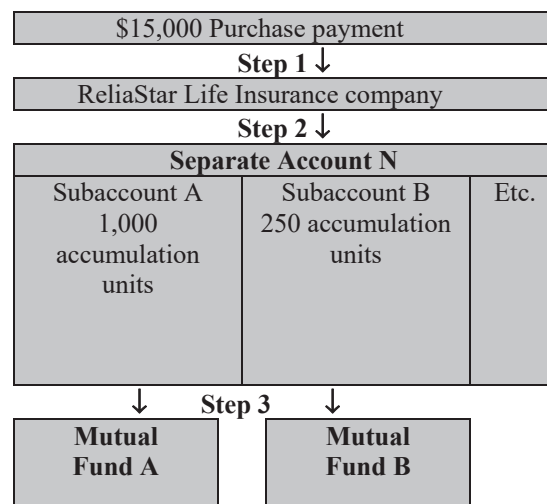 $15,000 Purchase payment
Step 1 ↓
ReliaStar Life Insurance company
Step 2 ↓
Separate Account N
Subaccount A
1,000
accumulation
units
Subaccount B
250 accumulation
units
Etc.
↓ Step 3 ↓
Mutual
Fund A
Mutual
Fund B